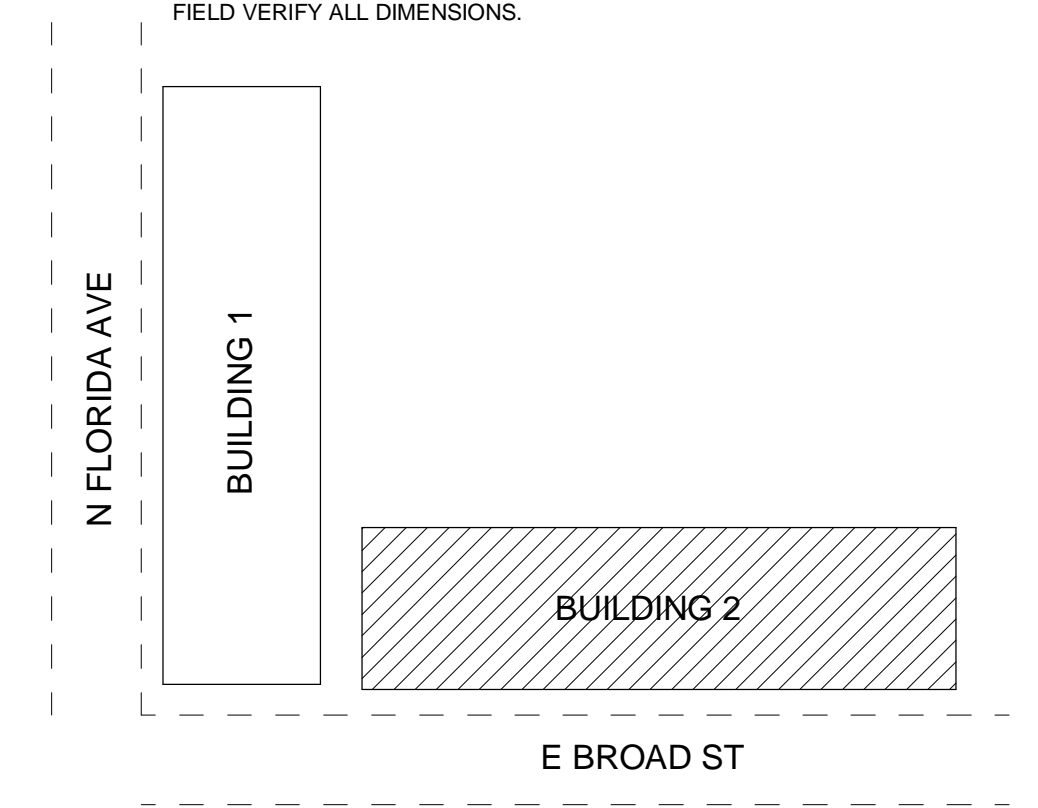 FIELD VERIFY ALL DIMENSIONS.
N FLORIDA AVE
BUILDING 1
BUILDING 2
E BROAD ST